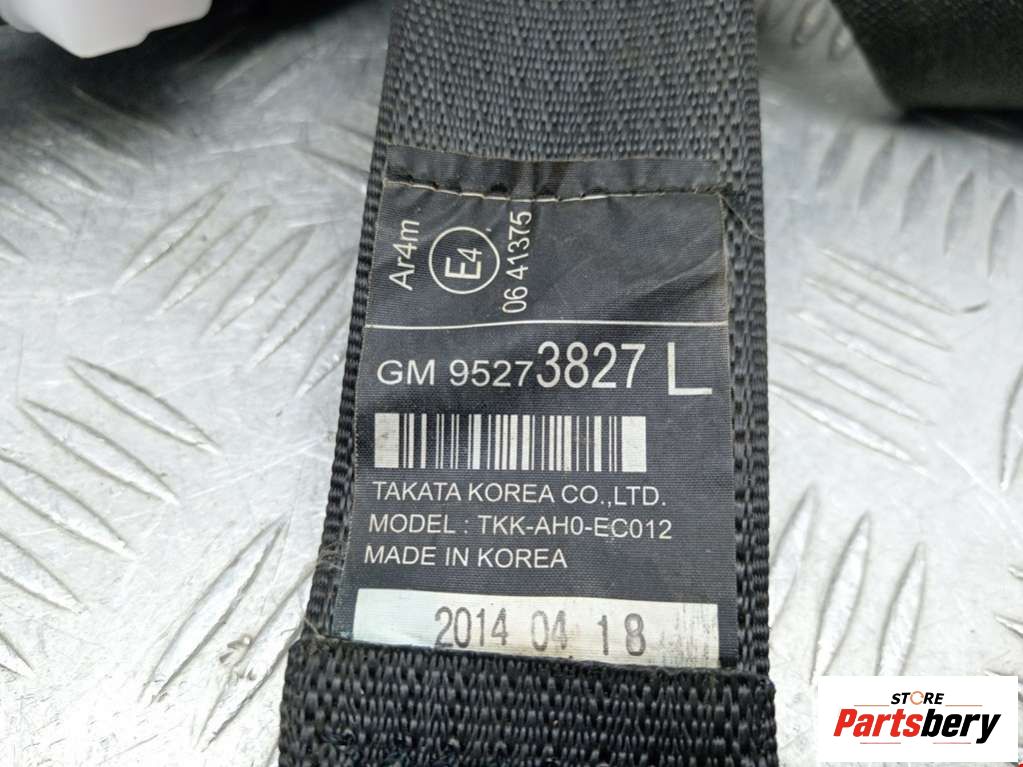 Ar4m
E4
06 41375
GM 95273827 L
TAKATA KOREA CO.,LTD.
MODEL : TKK-AH0-EC012
MADE IN KOREA
2014 04 18
STORE
Partsbery